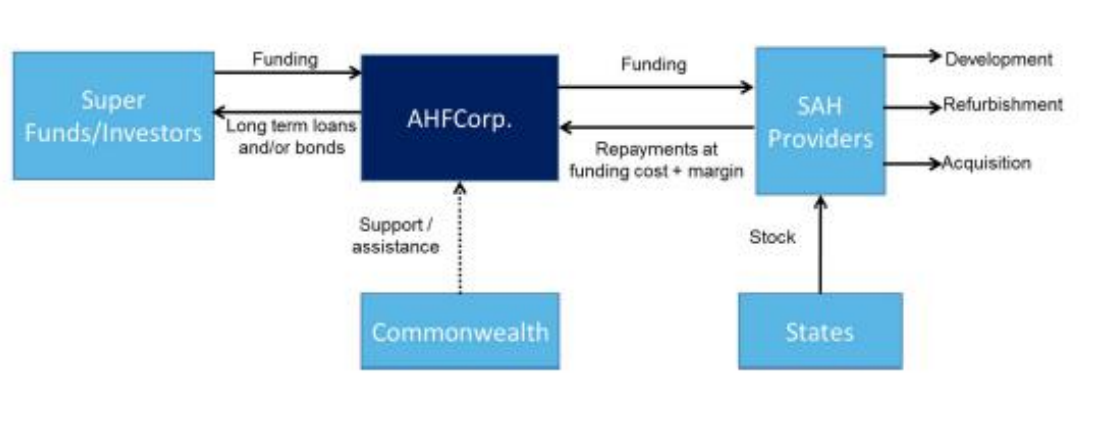 Super
Funds/Investors
Funding
Long term loans
and/or bonds
AHFCorp.
Funding
Repayments at
funding cost + margin
SAH
Providers
Development
Refurbishment
Acquisition
Support /
assistance
Stock
Commonwealth
States